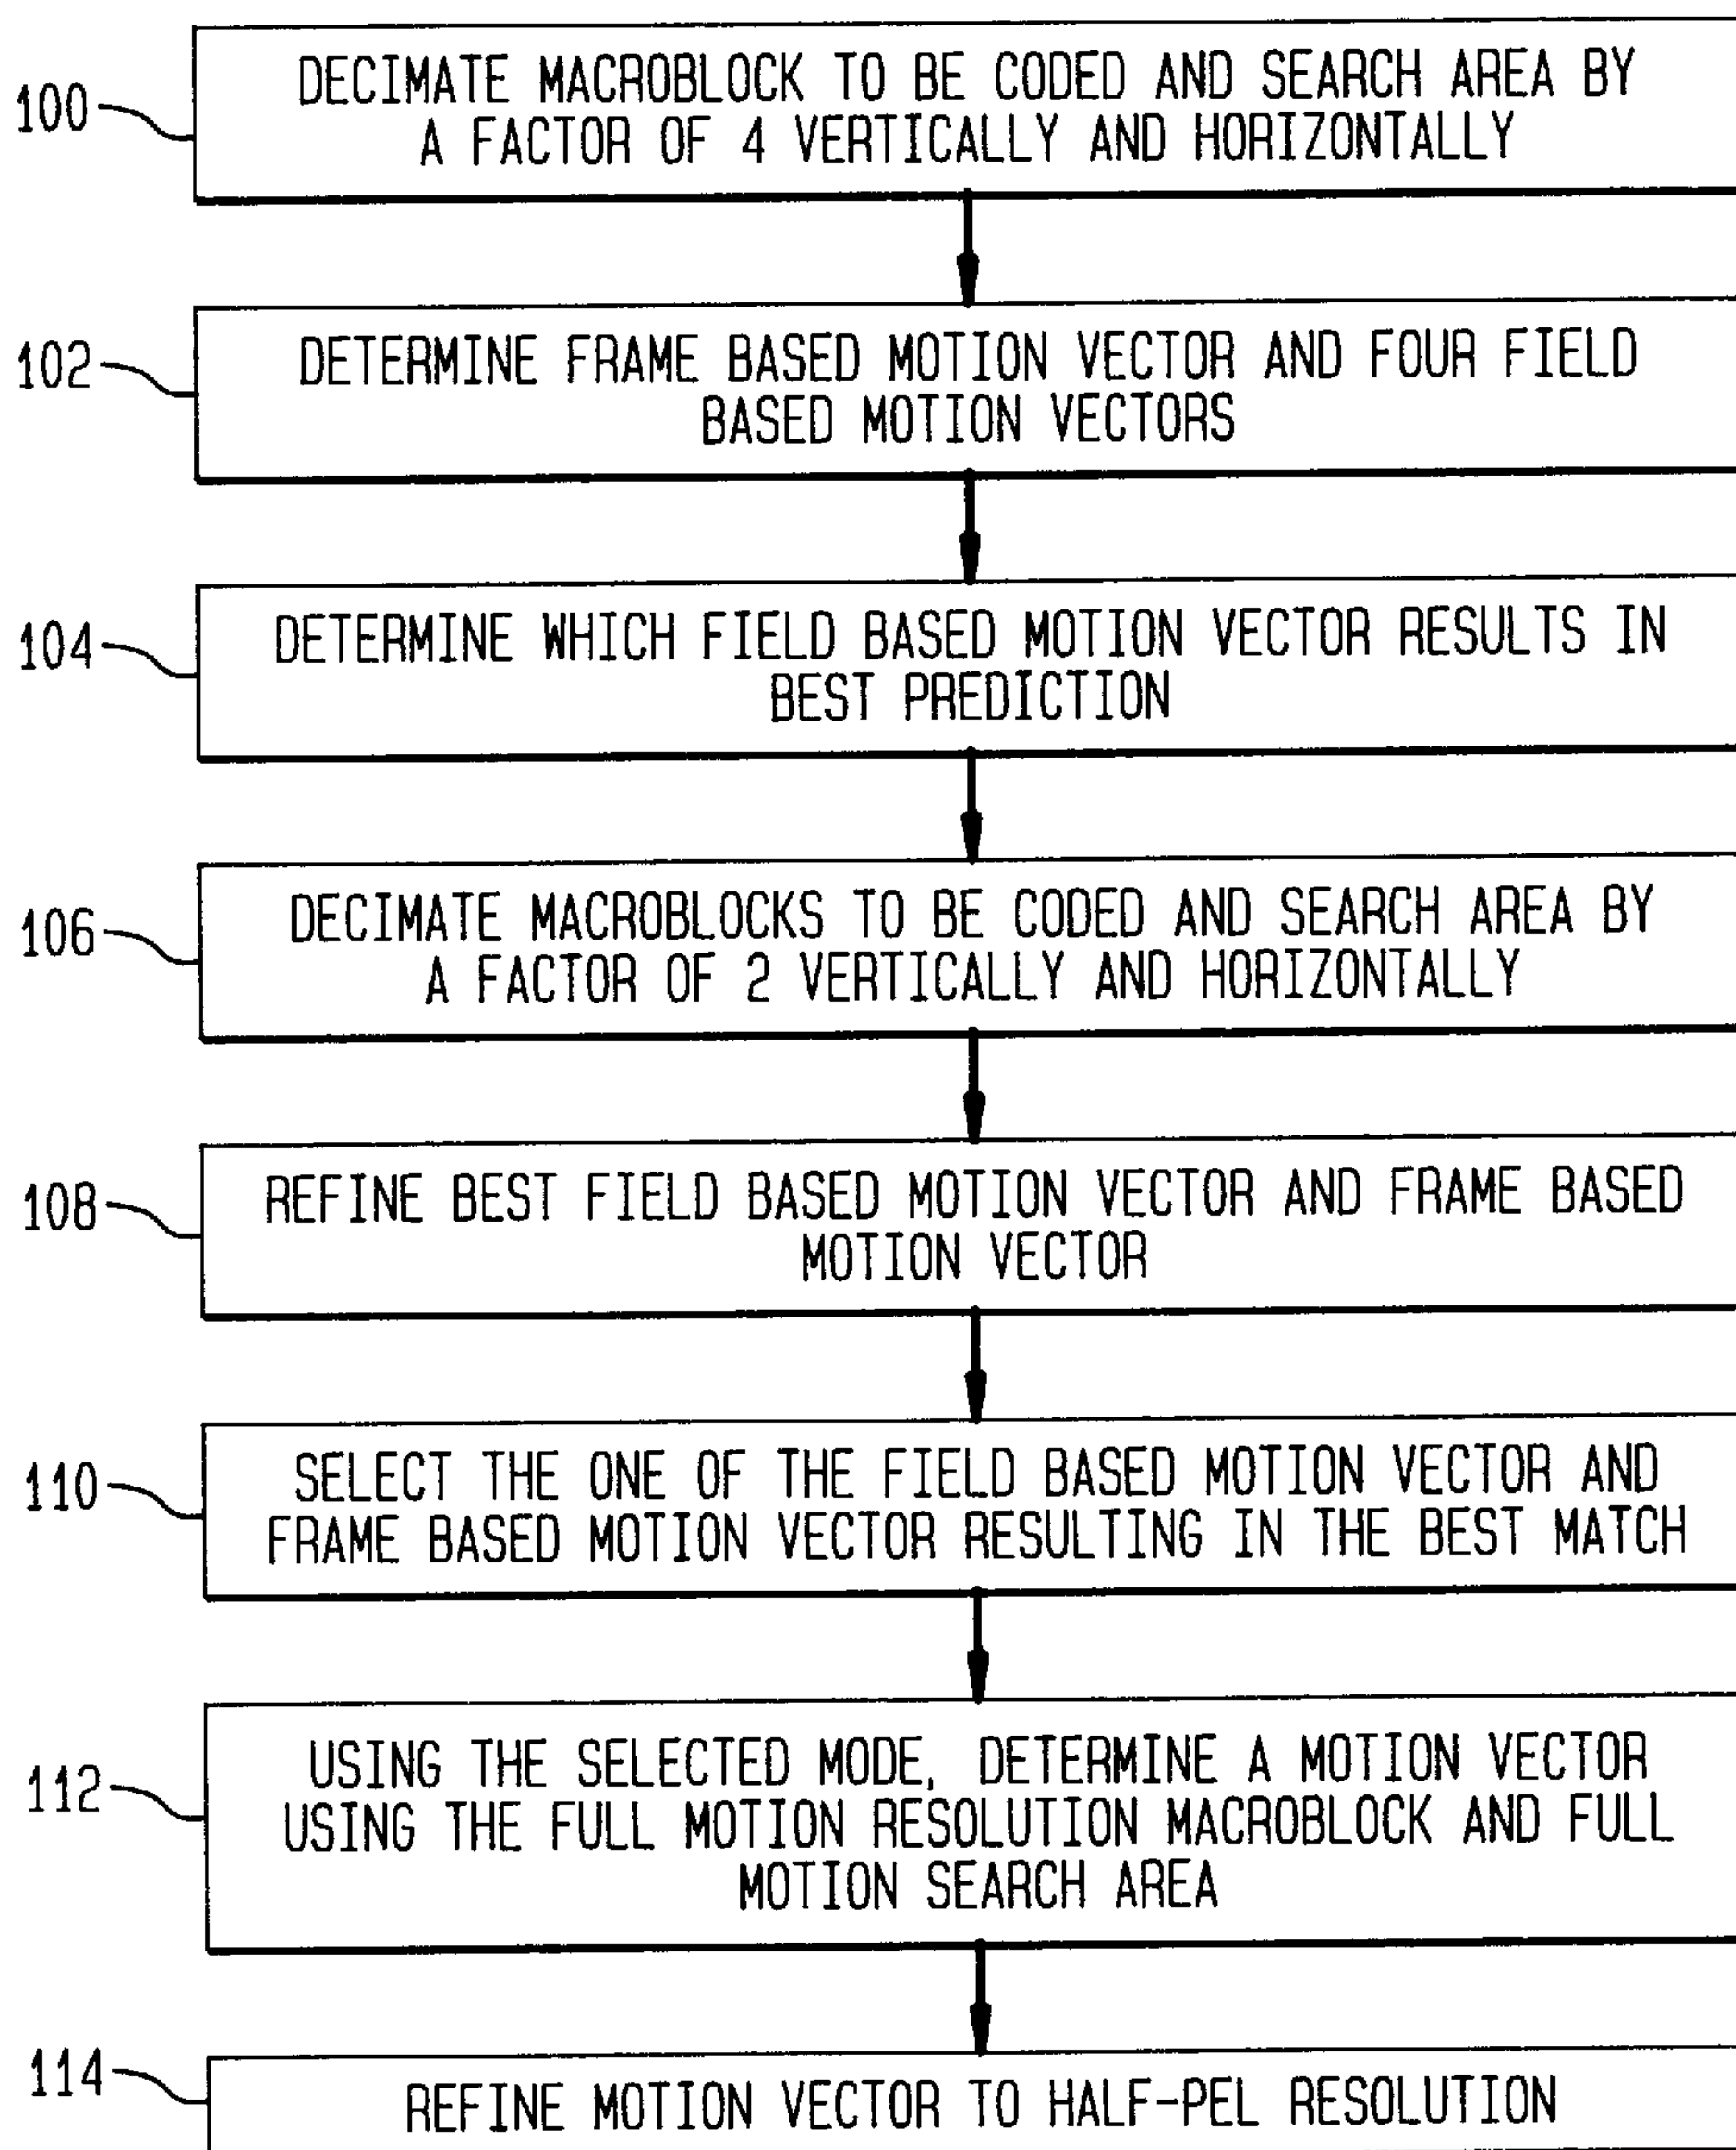 100
DECIMATE MACROBLOCK TO BE CODED AND SEARCH AREA BY
A FACTOR OF 4 VERTICALLY AND HORIZONTALLY
102
DETERMINE FRAME BASED MOTION VECTOR AND FOUR FIELD
BASED MOTION VECTORS
104
DETERMINE WHICH FIELD BASED MOTION VECTOR RESULTS IN
BEST PREDICTION
106
DECIMATE MACROBLOCKS TO BE CODED AND SEARCH AREA BY
A FACTOR OF 2 VERTICALLY AND HORIZONTALLY
108
REFINE BEST FIELD BASED MOTION VECTOR AND FRAME BASED
MOTION VECTOR
110
SELECT THE ONE OF THE FIELD BASED MOTION VECTOR AND
FRAME BASED MOTION VECTOR RESULTING IN THE BEST MATCH
112
USING THE SELECTED MODE, DETERMINE A MOTION VECTOR
USING THE FULL MOTION RESOLUTION MACROBLOCK AND FULL
MOTION SEARCH AREA
114
REFINE MOTION VECTOR TO HALF-PEL RESOLUTION